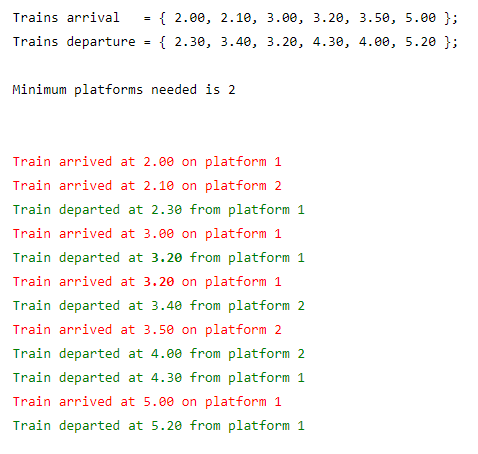 Trains arrival   = { 2.00, 2.10, 3.00, 3.20, 3.50, 5.00 };
Trains departure = { 2.30, 3.40, 3.20, 4.30, 4.00, 5.20 };
Minimum platforms needed is 2
Train arrived at 2.00 on platform 1
Train arrived at 2.10 on platform 2
Train departed at 2.30 from platform 1
Train arrived at 3.00 on platform 1
Train departed at 3.20 from platform 1
Train arrived at 3.20 on platform 1
Train departed at 3.40 from platform 2
Train arrived at 3.50 on platform 2
Train departed at 4.00 from platform 2
Train departed at 4.30 from platform 1
Train arrived at 5.00 on platform 1
Train departed at 5.20 from platform 1